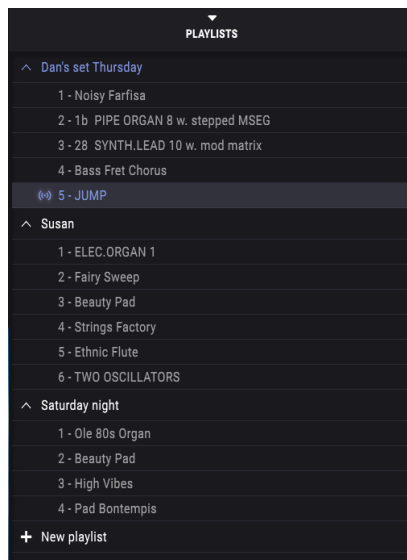 PLAYLISTS
Dan's set Thursday
1 - Noisy Farfisa
2 - 1b  PIPE ORGAN 8 w. stepped MSEG
3 - 28  SYNTH.LEAD 10 w. mod matrix
4 - Bass Fret Chorus
5 - JUMP
Susan
1 - ELEC.ORGAN 1
2 - Fairy Sweep
3 - Beauty Pad
4 - Strings Factory
5 - Ethnic Flute
6 - TWO OSCILLATORS
Saturday night
1 - Ole 80s Organ
2 - Beauty Pad
3 - High Vibes
4 - Pad Bontempis
New playlist